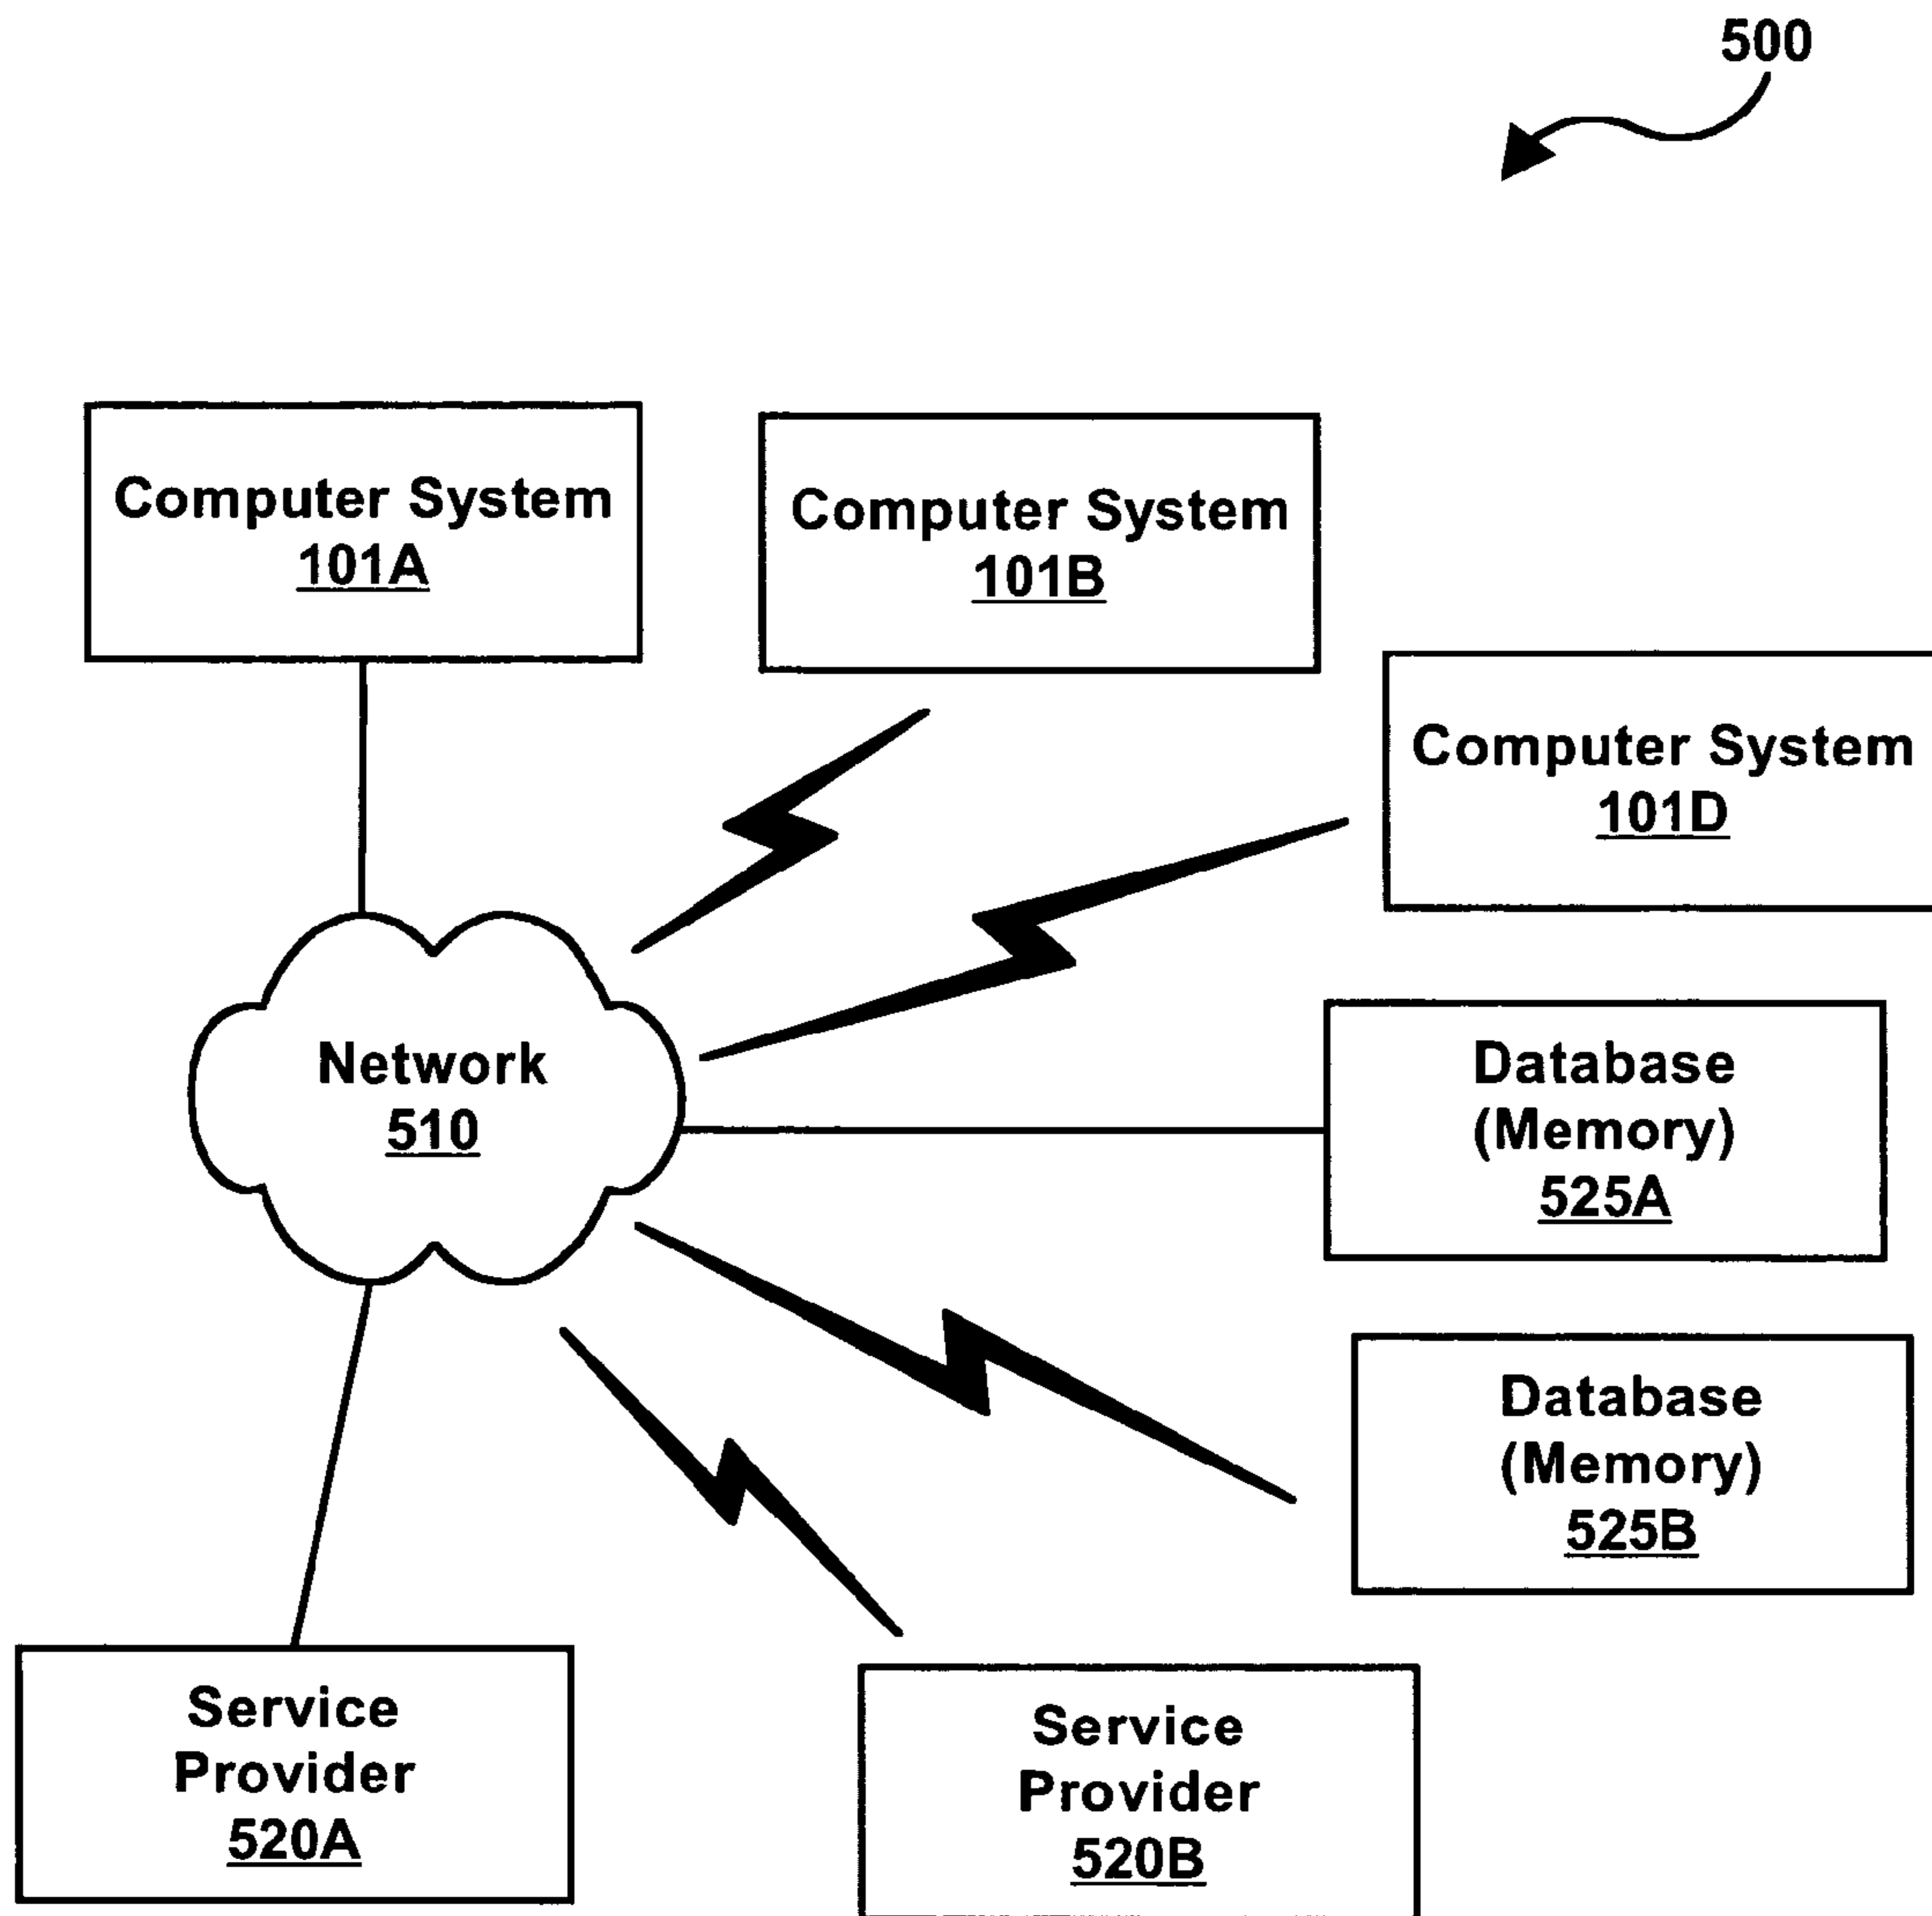 500
Computer System
101A
Computer System
101B
Computer System
101D
Network
510
Database
(Memory)
525A
Database
(Memory)
525B
Service
Provider
520A
Service
Provider
520B